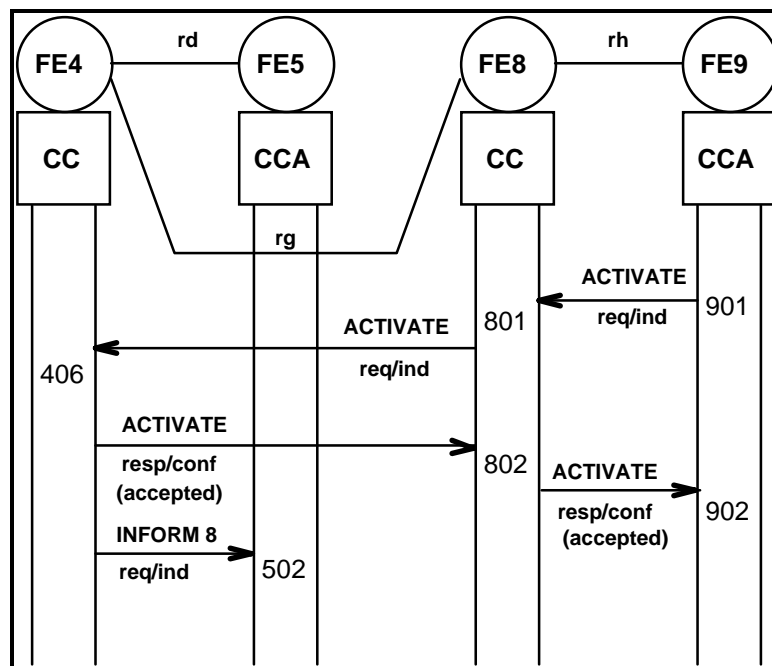 rd
rh
FE4
FE5
FE8
FE9
CC
CCA
CC
CCA
rg
ACTIVATE
req/ind
801
901
ACTIVATE
req/ind
406
ACTIVATE
resp/conf
(accepted)
802
ACTIVATE
resp/conf
(accepted)
902
INFORM 8
req/ind
502